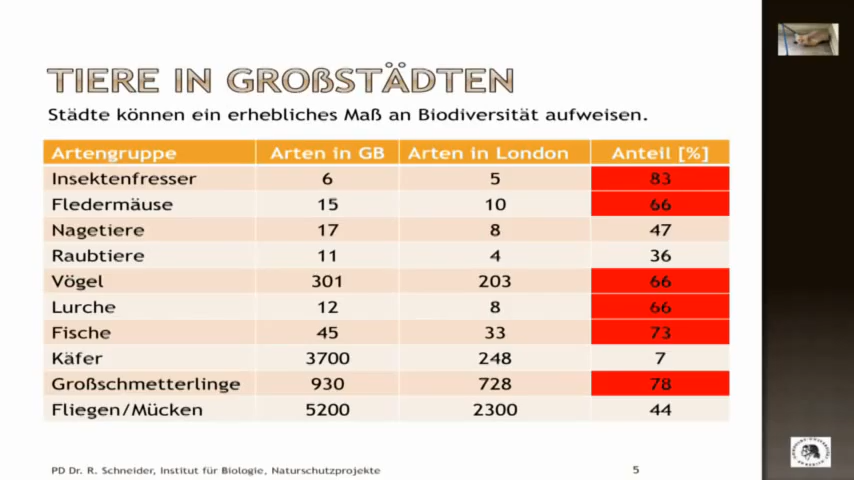 TIERE IN GROßSTÄDTEN
Städte können ein erhebliches Maß an Biodiversität aufweisen.
Artengruppe Arten in GB Arten in London Anteil [%]
Insektenfresser 6 5 83
Fledermäuse 15 10 66
Nagetiere 17 8 47
Raubtiere 11 4 36
Vögel 301 203 66
Lurche 12 8 66
Fische 45 33 73
Käfer 3700 248 7
Großschmetterlinge 930 728 78
Fliegen/Mücken 5200 2300 44
PD Dr. R. Schneider, Institut für Biologie, Naturschutzprojekte 5